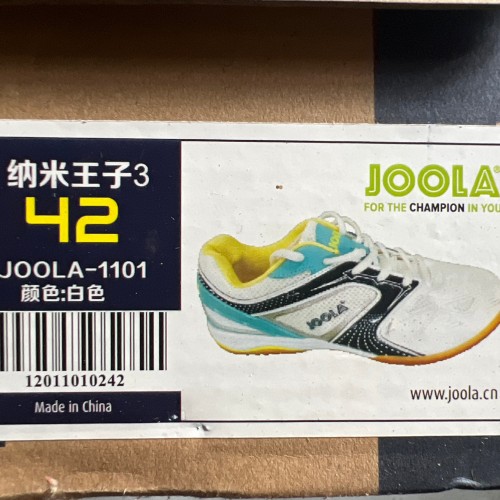 纳米王子3
42
JOOLA-1101
颜色:白色
12011010242
Made in China
JOOLA
FOR THE CHAMPION IN YOU
JOOLA
JOOLA
www.joola.cn